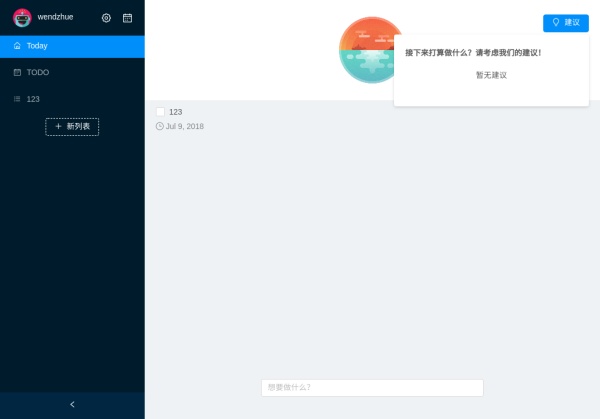 wendzhue
Today
TODO
123
新列表
建议
接下来打算做什么？请考虑我们的建议！
暂无建议
123
Jul 9, 2018
想要做什么？